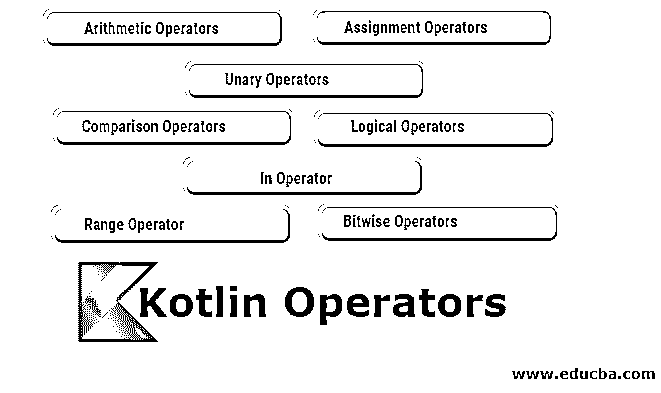 Arithmetic Operators
Assignment Operators
Unary Operators
Comparison Operators
Logical Operators
In Operator
Range Operator
Bitwise Operators
Kotlin Operators
www.educba.com